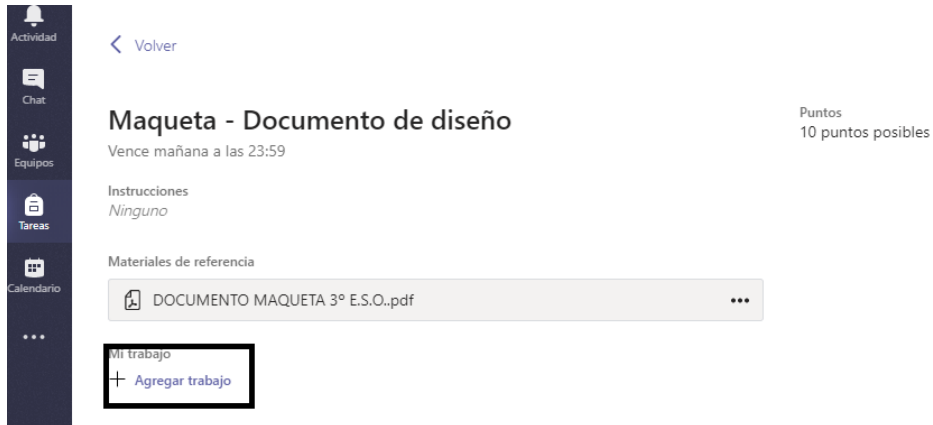 Actividad
Chat
Equipos
Tareas
Calendario
Volver
Maqueta - Documento de diseño
Vence mañana a las 23:59
Instrucciones
Ninguno
Materiales de referencia
DOCUMENTO MAQUETA 3º E.S.O..pdf
Mi trabajo
Agregar trabajo
Puntos
10 puntos posibles